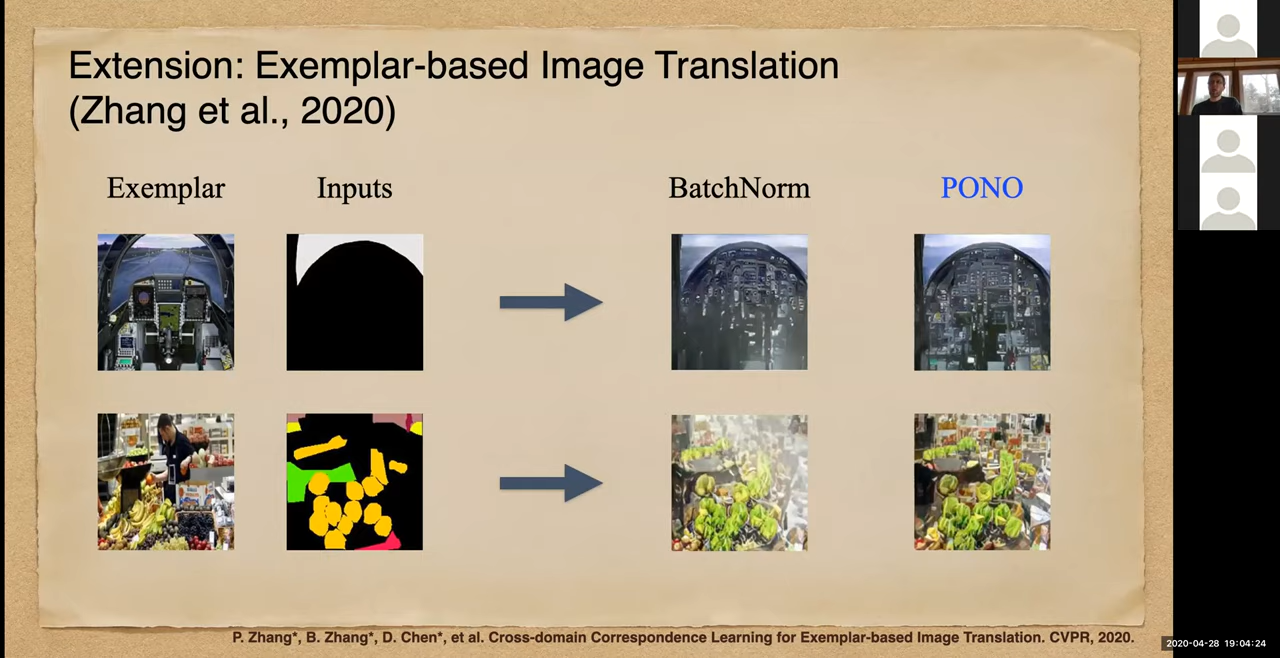 Extension: Exemplar-based Image Translation
(Zhang et al., 2020)
Exemplar Inputs BatchNorm PONO
P. Zhang*, B. Zhang*, D. Chen*, et al. Cross-domain Correspondence Learning for Exemplar-based Image Translation. CVPR, 2020.
2020-04-28 19:04:24